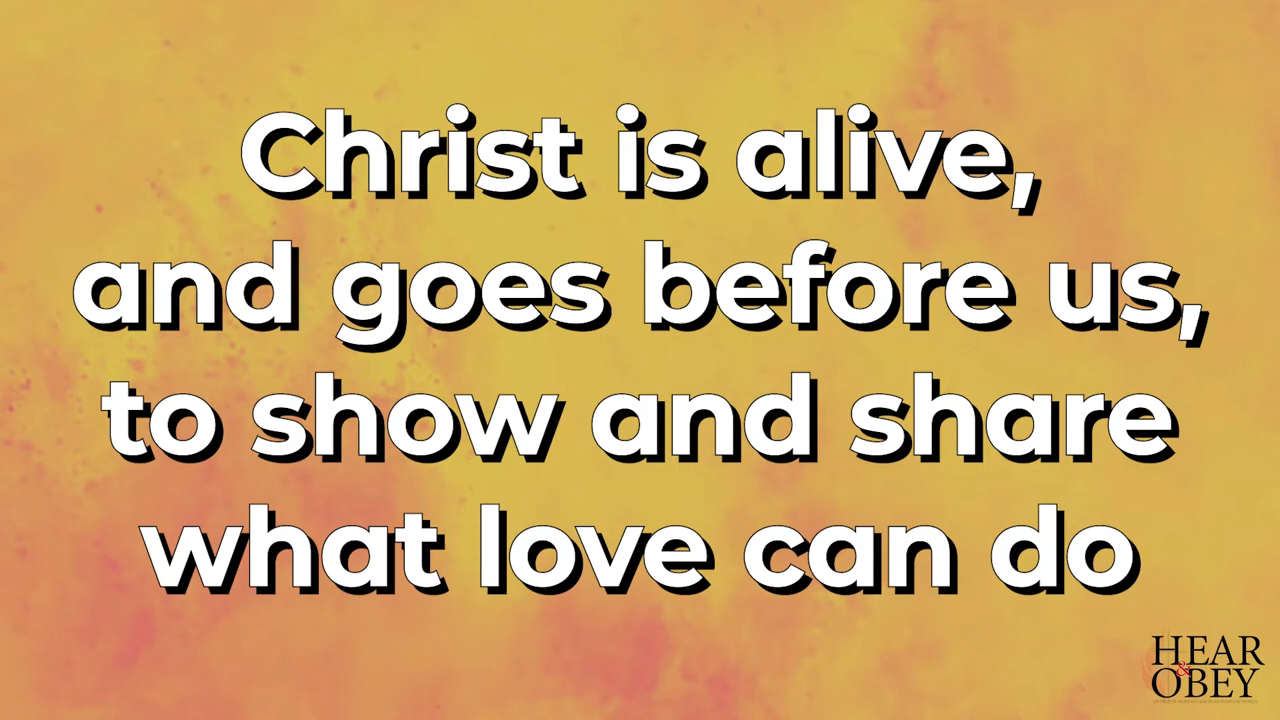 Christ is alive,
and goes before us,
to show and share
what love can do
HEAR
&
OBEY